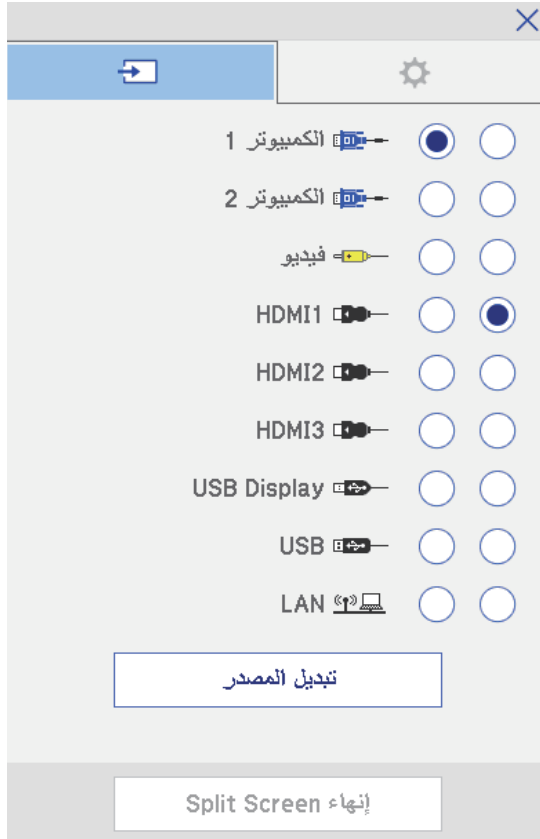 الكمبيوتر 1
الكمبيوتر 2
فيديو
HDMI1
HDMI2
HDMI3
USB Display
USB
LAN
تبديل المصدر
إنهاء Split Screen